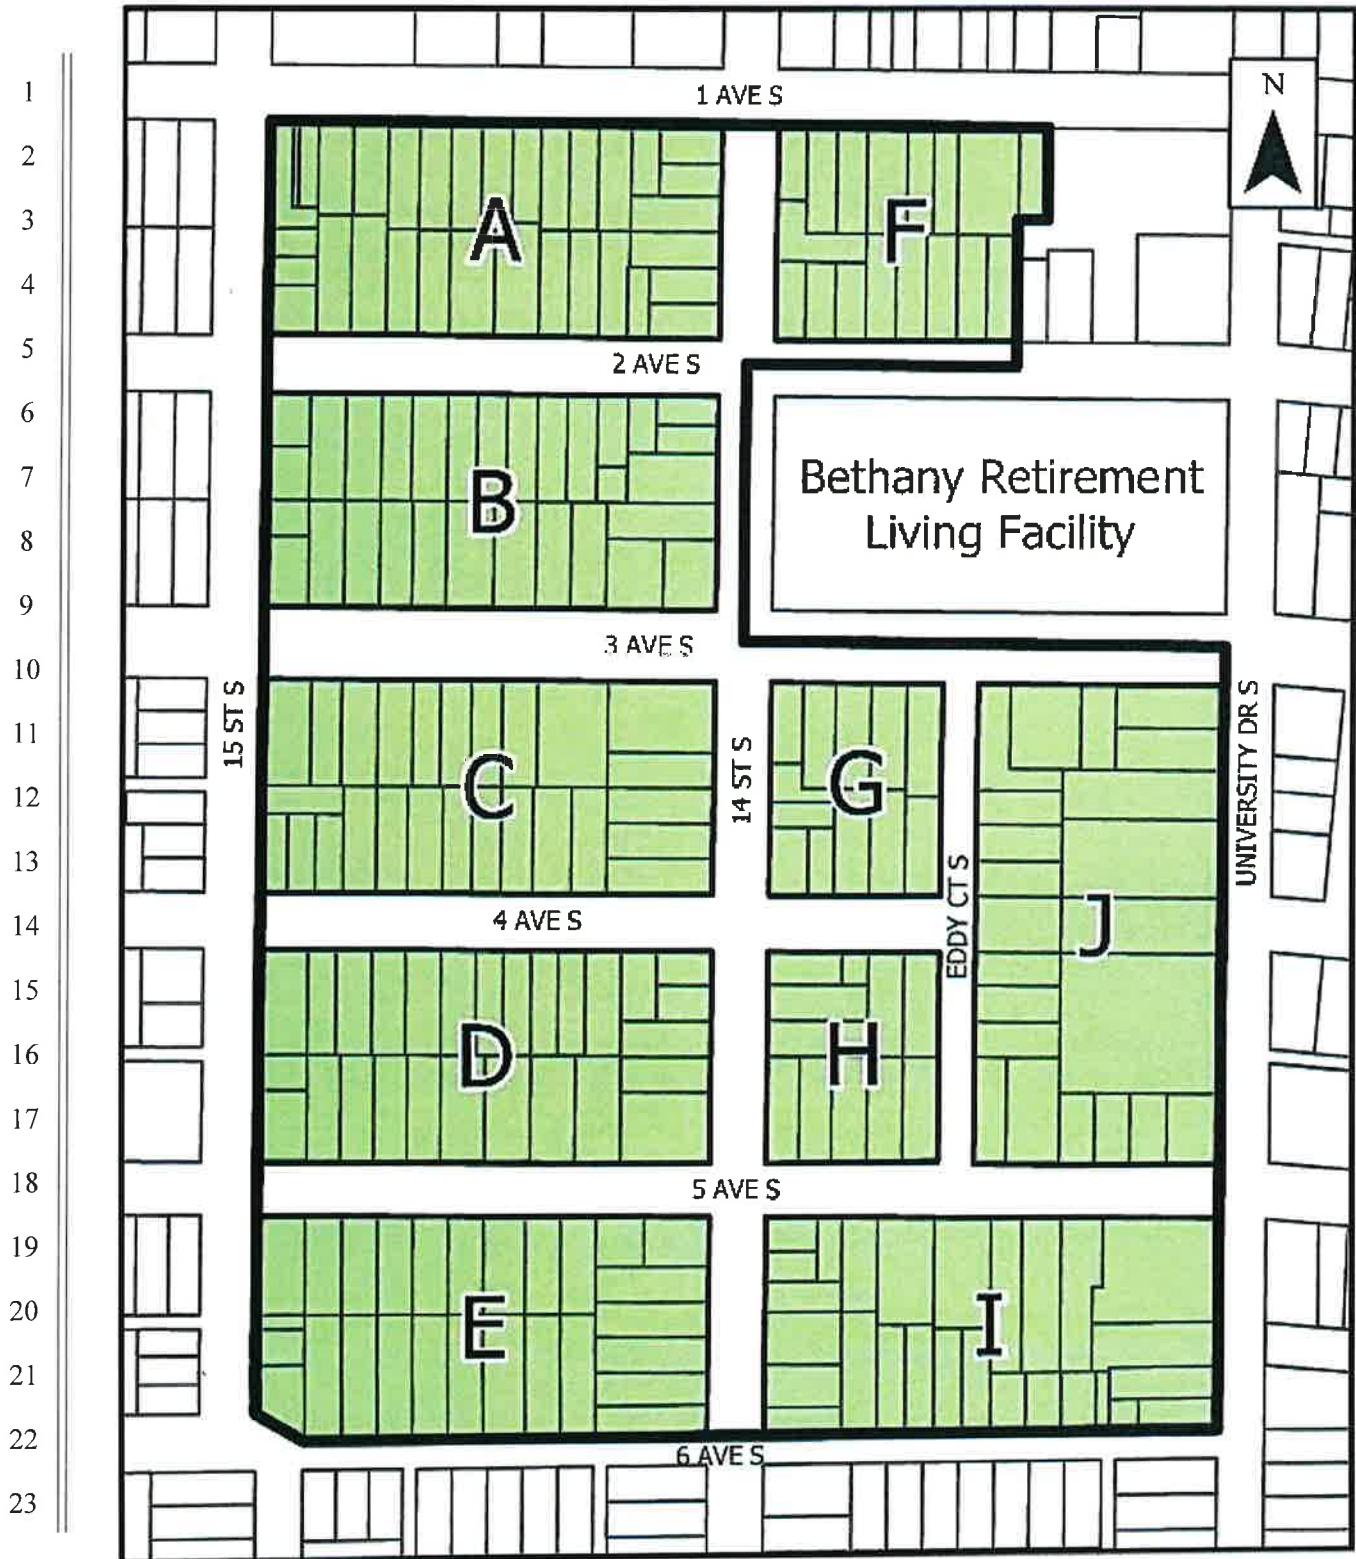 1
1 AVE S
N
2
3
A
F
4
5
2 AVE S
6
7
B
Bethany Retirement
8
Living Facility
9
3 AVE S
10
15 ST S
14 ST S
UNIVERSITY DR S
11
C
G
12
13
14
4 AVE S
EDDY CT S
J
15
16
D
H
17
18
5 AVE S
19
20
E
I
21
22
6 AVE S
23